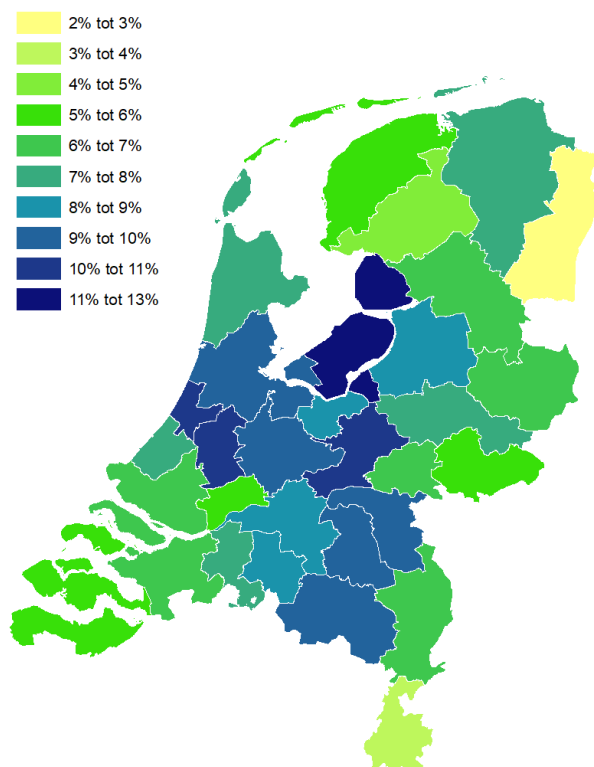 2% tot 3%
3% tot 4%
4% tot 5%
5% tot 6%
6% tot 7%
7% tot 8%
8% tot 9%
9% tot 10%
10% tot 11%
11% tot 13%